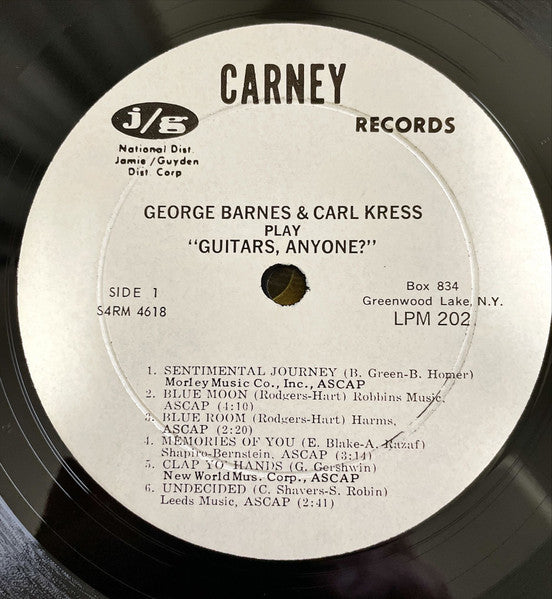 CARNEY
j/g
RECORDS
National Dist.
Jamie/Guyden
Dist. Corp
GEORGE BARNES & CARL KRESS
PLAY
"GUITARS, ANYONE?"
SIDE 1
S4RM 4618
Box 834
Greenwood Lake, N.Y.
LPM 202
1. SENTIMENTAL JOURNEY (B. Green-B. Homer)
Morley Music Co., Inc., ASCAP
2. BLUE MOON (Rodgers-Hart) Robbins Music,
ASCAP (4:10)
3. BLUE ROOM (Rodgers-Hart) Harms,
ASCAP (2:20)
4. MEMORIES OF YOU (E. Blake-A. Razaf)
Shapiro-Bernstein, ASCAP (3:14)
5. CLAP YO' HANDS (G. Gershwin)
New World Mus. Corp., ASCAP
6. UNDECIDED (C. Shavers-S. Robin)
Leeds Music, ASCAP (2:41)